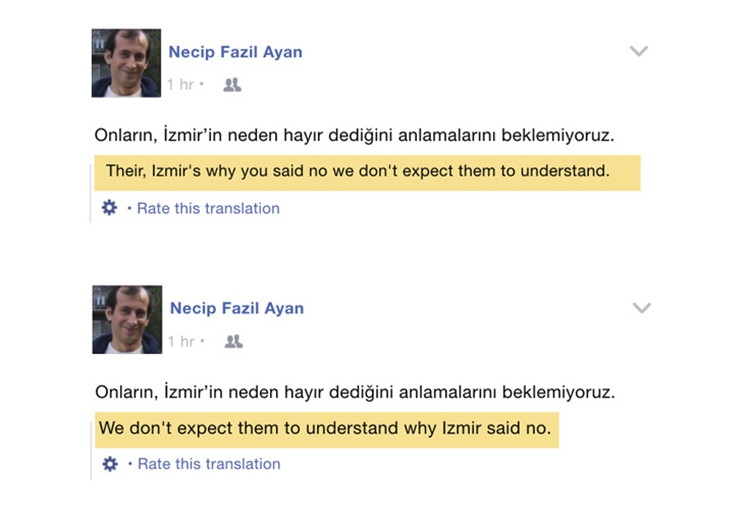 Necip Fazil Ayan
1 hr •
Onların, İzmir’in neden hayır dediğini anlamalarını beklemiyoruz.
Their, Izmir's why you said no we don't expect them to understand.
• Rate this translation
Necip Fazil Ayan
1 hr •
Onların, İzmir’in neden hayır dediğini anlamalarını beklemiyoruz.
We don't expect them to understand why Izmir said no.
• Rate this translation